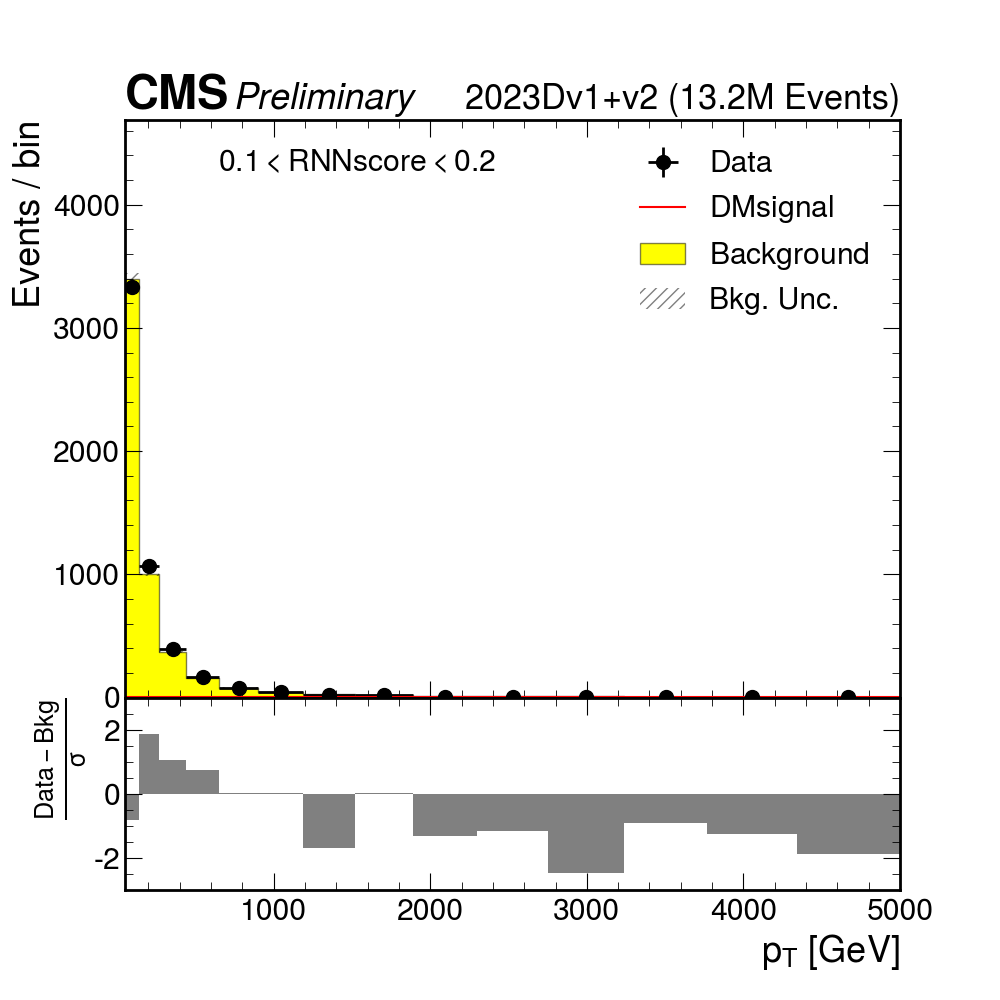 CMS Preliminary 2023Dv1+v2 (13.2M Events)
Events / bin
0.1 < RNNscore < 0.2
Data
DMsignal
Background
Bkg. Unc.
4000
3000
2000
1000
0
Data – Bkg
σ
2
0
-2
1000 2000 3000 4000 5000
pT [GeV]